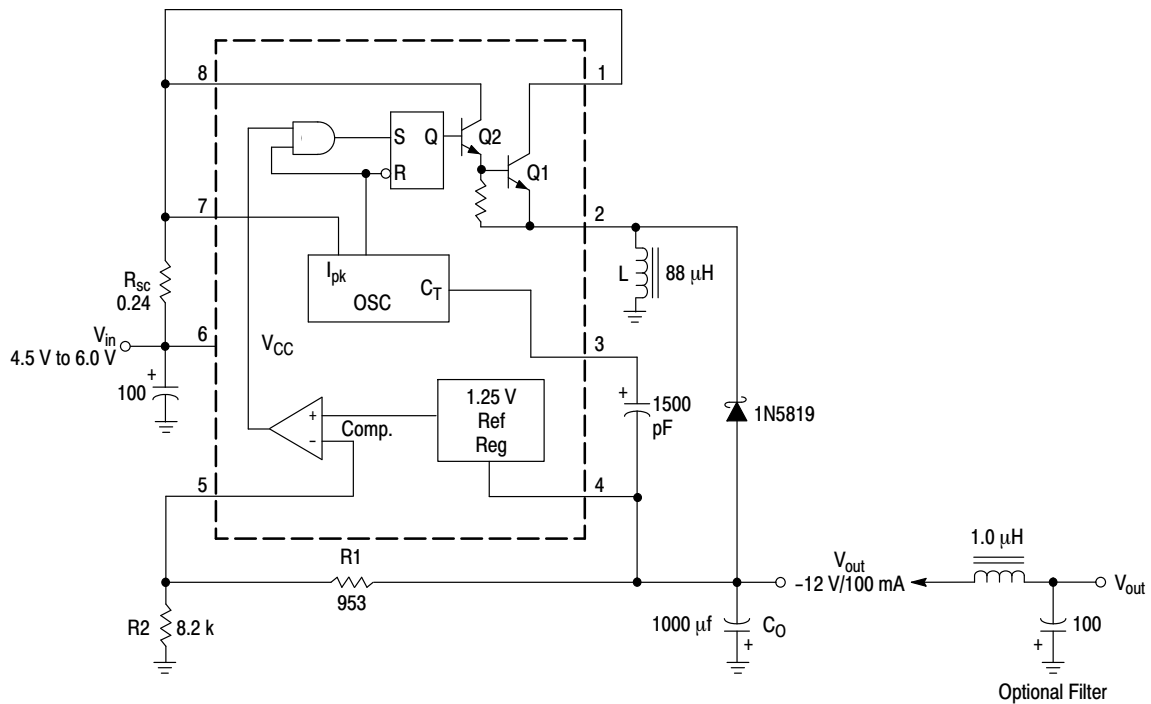 8
1
S
Q
Q2
R
Q1
7
2
Ipk
CT
OSC
L
88 μH
Rsc
0.24
Vin
4.5 V to 6.0 V
6
VCC
3
100
+
+
1.25 V
Ref
Reg
+
−
Comp.
1500
pF
1N5819
5
4
R1
953
1.0 μH
Vout
–12 V/100 mA
Vout
R2
8.2 k
1000 μf
CO
+
100
+
Optional Filter